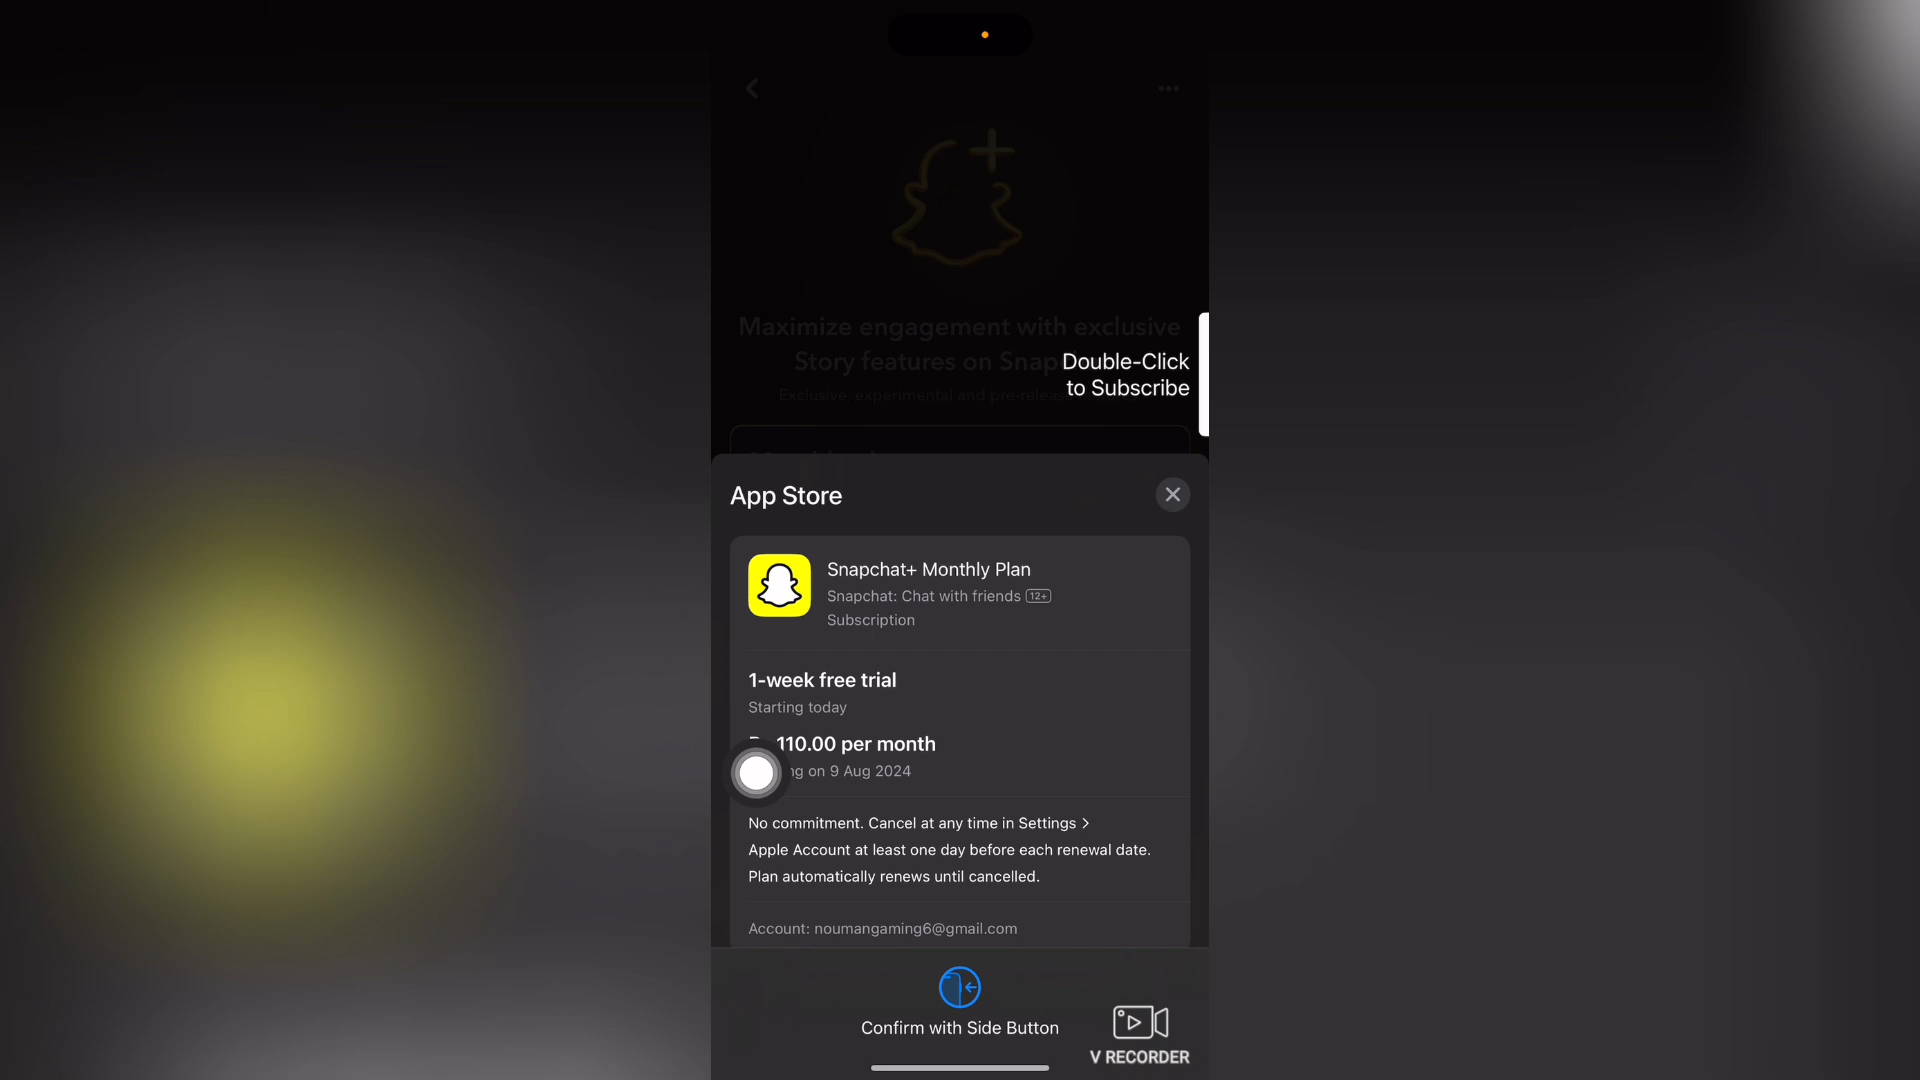 Maximize engagement with exclusive
Story features on Snap
Exclusive, experimental and pre-release
Double-Click
to Subscribe
App Store
Snapchat+ Monthly Plan
Snapchat: Chat with friends 12+
Subscription
1-week free trial
Starting today
110.00 per month
on 9 Aug 2024
No commitment. Cancel at any time in Settings >
Apple Account at least one day before each renewal date.
Plan automatically renews until cancelled.
Account: noumangaming6@gmail.com
Confirm with Side Button
V RECORDER